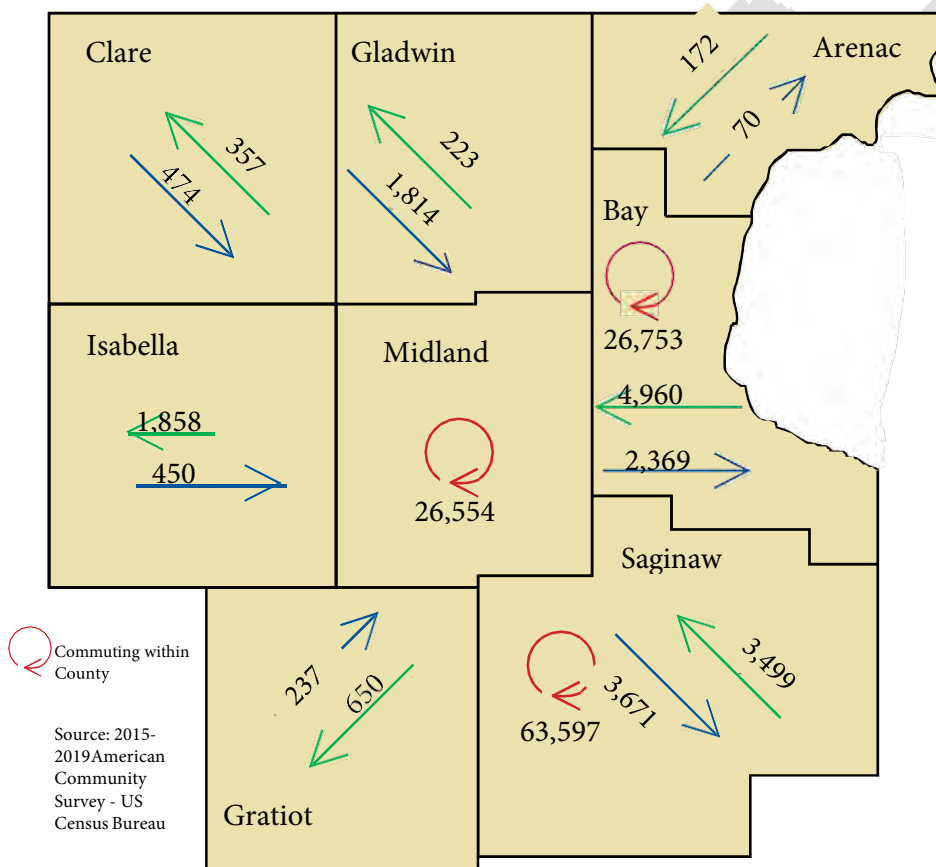 Clare
357
474
Gladwin
223
1,814
Arenac
172
70
Bay
26,753
4,960
2,369
Isabella
1,858
450
Midland
26,554
Saginaw
3,499
3,671
63,597
237
650
Gratiot
Commuting within
County
Source: 2015-
2019American
Community
Survey - US
Census Bureau